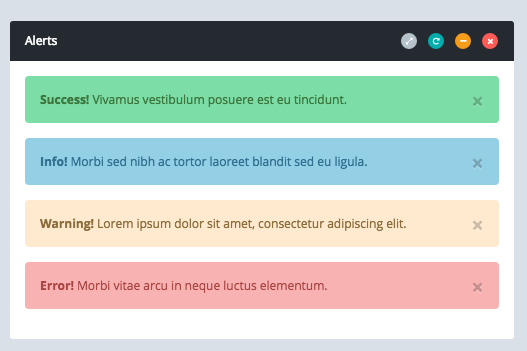 Alerts
Success! Vivamus vestibulum posuere est eu tincidunt.
Info! Morbi sed nibh ac tortor laoreet blandit sed eu ligula.
Warning! Lorem ipsum dolor sit amet, consectetur adipiscing elit.
Error! Morbi vitae arcu in neque luctus elementum.